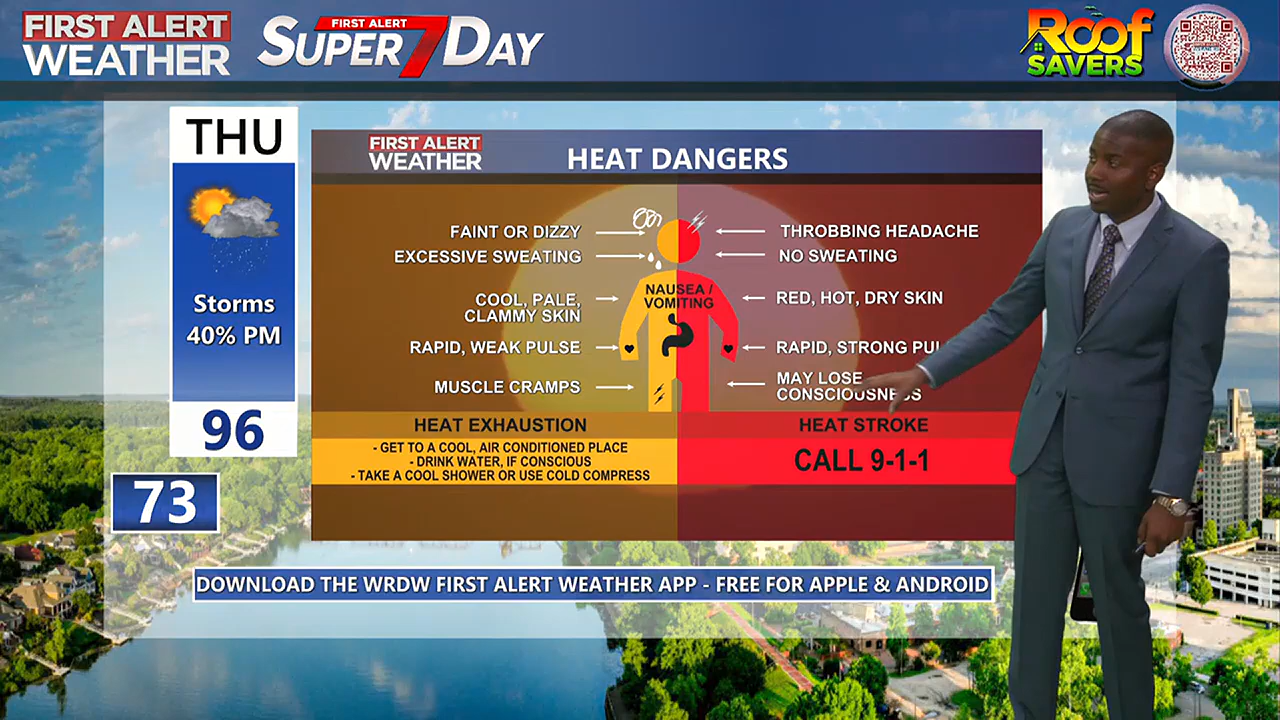 FIRST ALERT
WEATHER
FIRST ALERT
SUPER 7 DAY
Roof
SAVERS
THU
Storms
40% PM
96
73
FIRST ALERT
WEATHER
HEAT DANGERS
FAINT OR DIZZY
EXCESSIVE SWEATING
COOL, PALE,
CLAMMY SKIN
RAPID, WEAK PULSE
MUSCLE CRAMPS
NAUSEA /
VOMITING
THROBBING HEADACHE
NO SWEATING
RED, HOT, DRY SKIN
RAPID, STRONG
MAY LOSE
CONSCIOUSNESS
HEAT EXHAUSTION
- GET TO A COOL, AIR CONDITIONED PLACE
- DRINK WATER, IF CONSCIOUS
- TAKE A COOL SHOWER OR USE COLD COMPRESS
HEAT STROKE
CALL 9-1-1
DOWNLOAD THE WRDW FIRST ALERT WEATHER APP - FREE FOR APPLE & ANDROID